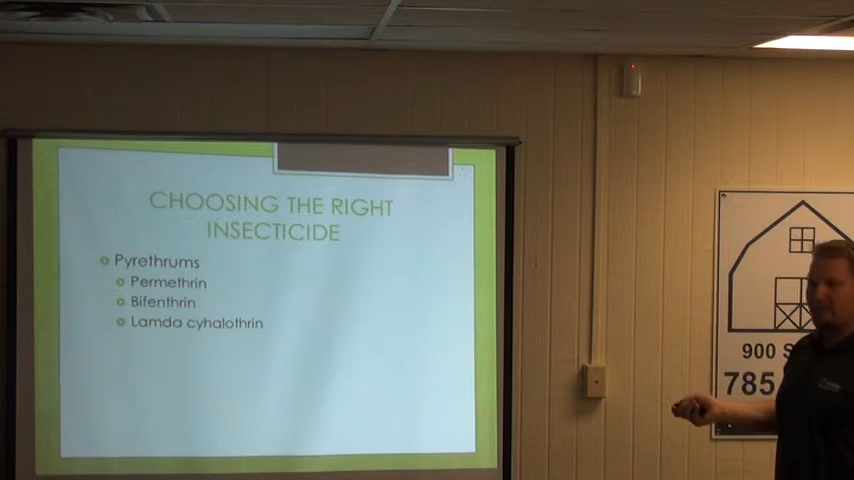 CHOOSING THE RIGHT
INSECTICIDE
Pyrethrums
Permethrin
Bifenthrin
Lamda cyhalothrin
900
785